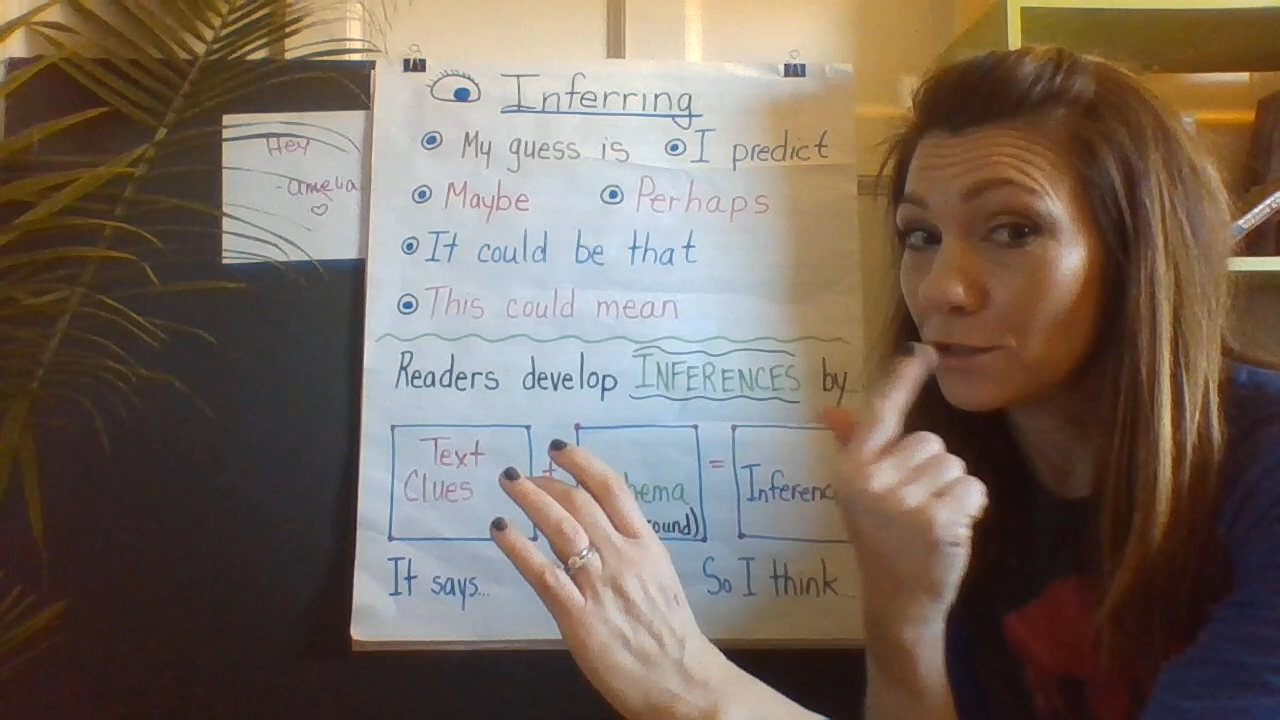 Inferring
My guess is I predict
Maybe Perhaps
It could be that
This could mean
Readers develop INFERENCES by
Text
Clues
+
=
It says...
So I think...
Hey
-amelia